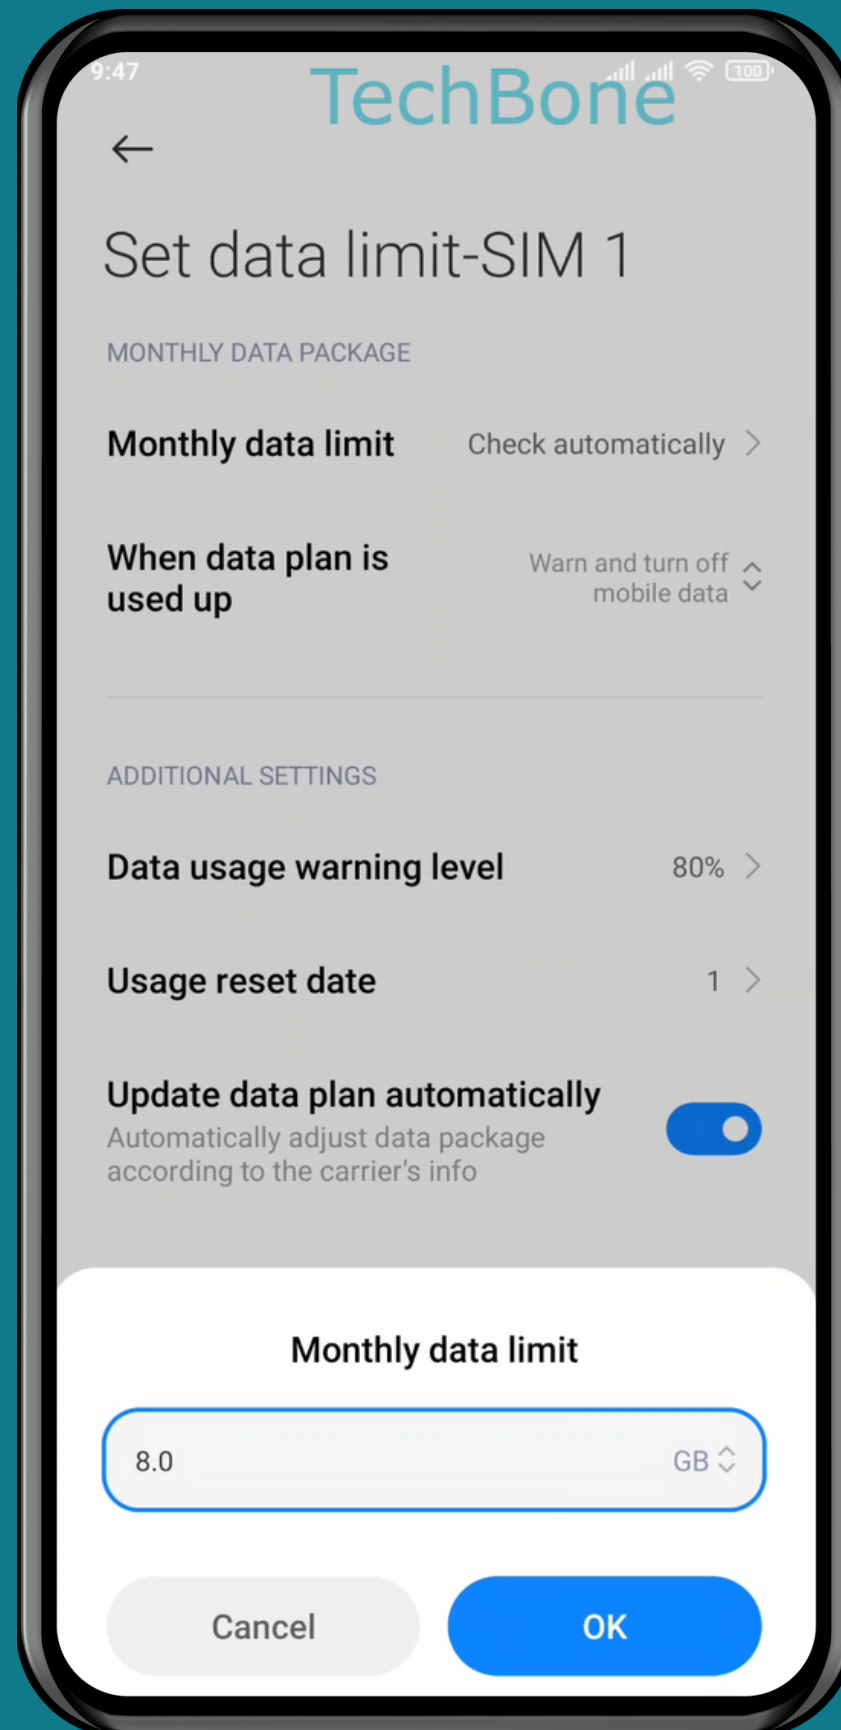 9:47
TechBone
100
Set data limit-SIM 1
MONTHLY DATA PACKAGE
Monthly data limit Check automatically
When data plan is
used up
Warn and turn off
mobile data
ADDITIONAL SETTINGS
Data usage warning level 80%
Usage reset date 1
Update data plan automatically
Automatically adjust data package
according to the carrier's info
Monthly data limit
8.0 GB
Cancel OK